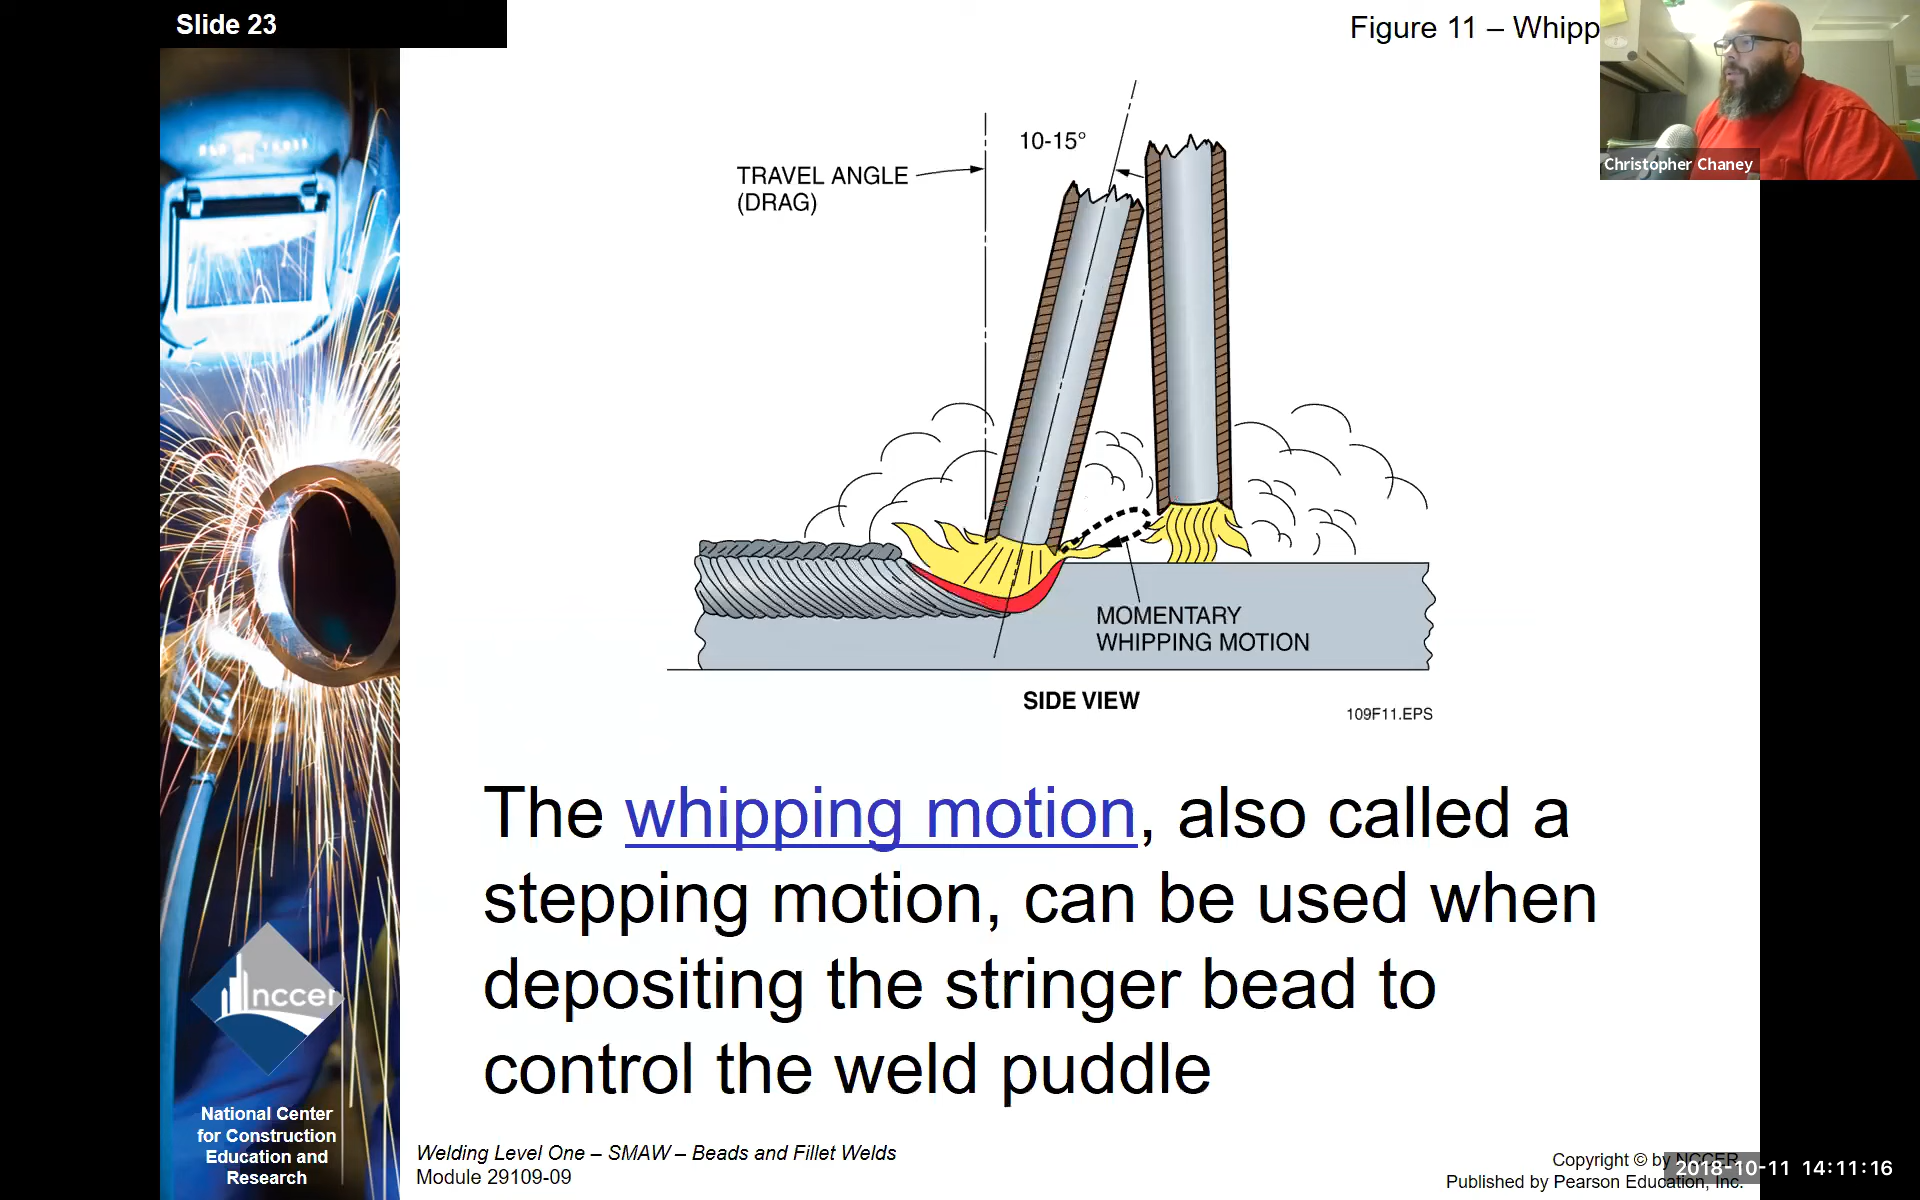 Slide 23
Figure 11 – Whipp
Christopher Chaney
10-15°
TRAVEL ANGLE
(DRAG)
MOMENTARY
WHIPPING MOTION
SIDE VIEW
109F11.EPS
The whipping motion, also called a
stepping motion, can be used when
depositing the stringer bead to
control the weld puddle
nccer
National Center
for Construction
Education and
Research
Welding Level One – SMAW – Beads and Fillet Welds
Module 29109-09
Copyright © by NCCER,
Published by Pearson Education, Inc.
2018-10-11 14:11:16